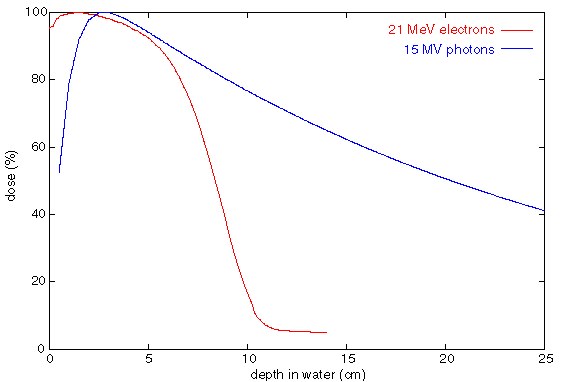 100
21 MeV electrons
15 MV photons
80
60
dose (%)
40
20
0
0 5 10 15 20 25
depth in water (cm)